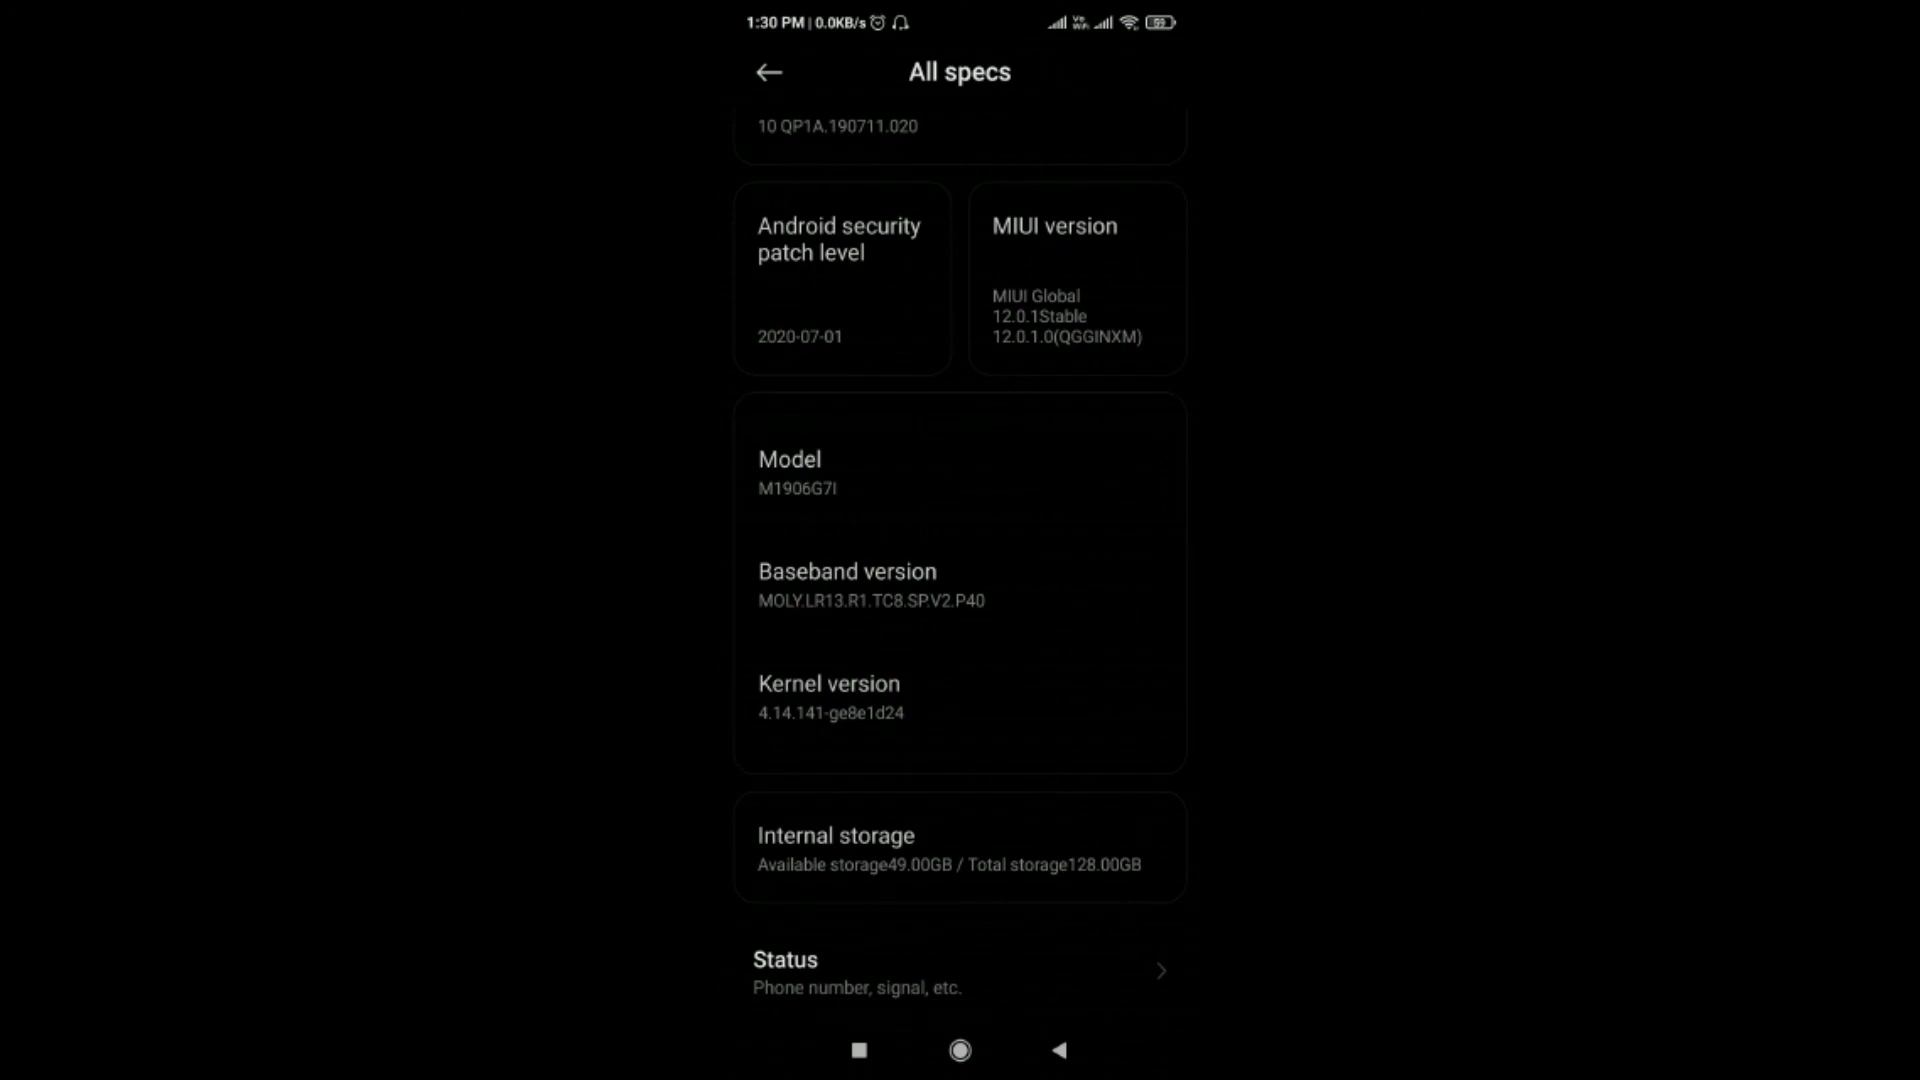 1:30 PM | 0.0KB/s
All specs
10 QP1A.190711.020
Android security
patch level
2020-07-01
MIUI version
MIUI Global
12.0.1Stable
12.0.1.0(QGGINXM)
Model
M1906G7I
Baseband version
MOLY.LR13.R1.TC8.SP.V2.P40
Kernel version
4.14.141-ge8e1d24
Internal storage
Available storage49.00GB / Total storage128.00GB
Status
Phone number, signal, etc.